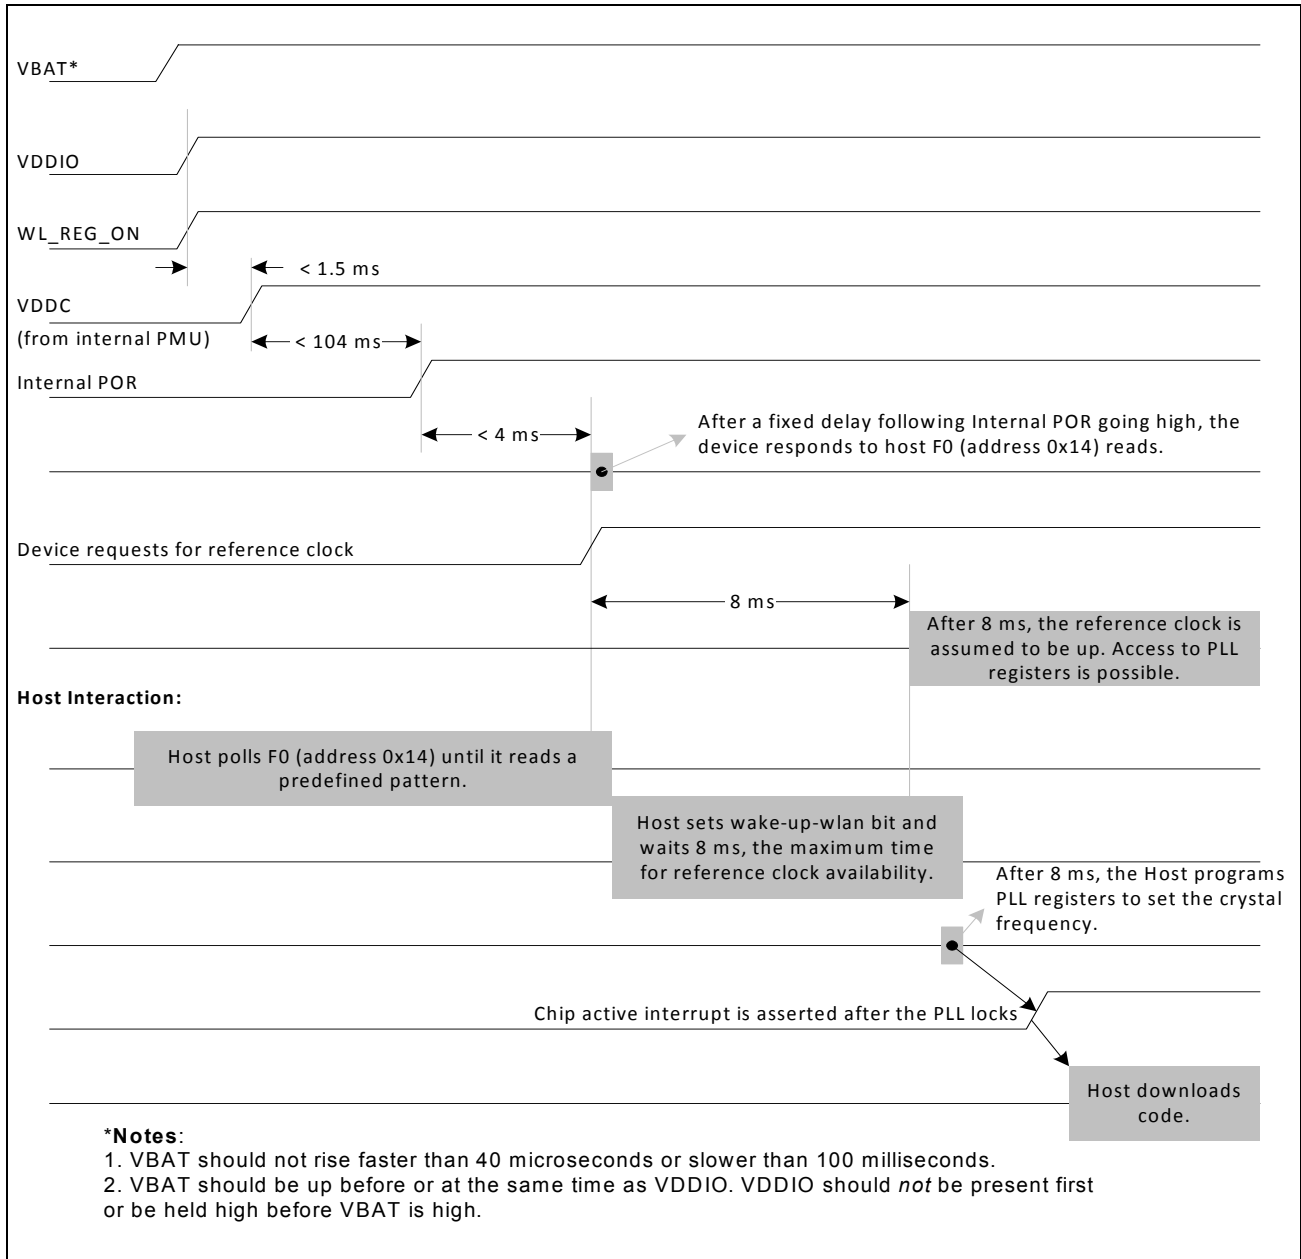 VBAT*
VDDIO
WL_REG_ON
< 1.5 ms
VDDC
(from internal PMU)
< 104 ms
Internal POR
After a fixed delay following Internal POR going high, the
device responds to host F0 (address 0x14) reads.
< 4 ms
Device requests for reference clock
8 ms
After 8 ms, the reference clock is
assumed to be up. Access to PLL
registers is possible.
Host Interaction:
Host polls F0 (address 0x14) until it reads a
predefined pattern.
Host sets wake-up-wlan bit and
waits 8 ms, the maximum time
for reference clock availability.
After 8 ms, the Host programs
PLL registers to set the crystal
frequency.
Chip active interrupt is asserted after the PLL locks
Host downloads
code.
*Notes:
1. VBAT should not rise faster than 40 microseconds or slower than 100 milliseconds.
2. VBAT should be up before or at the same time as VDDIO. VDDIO should not be present first
or be held high before VBAT is high.